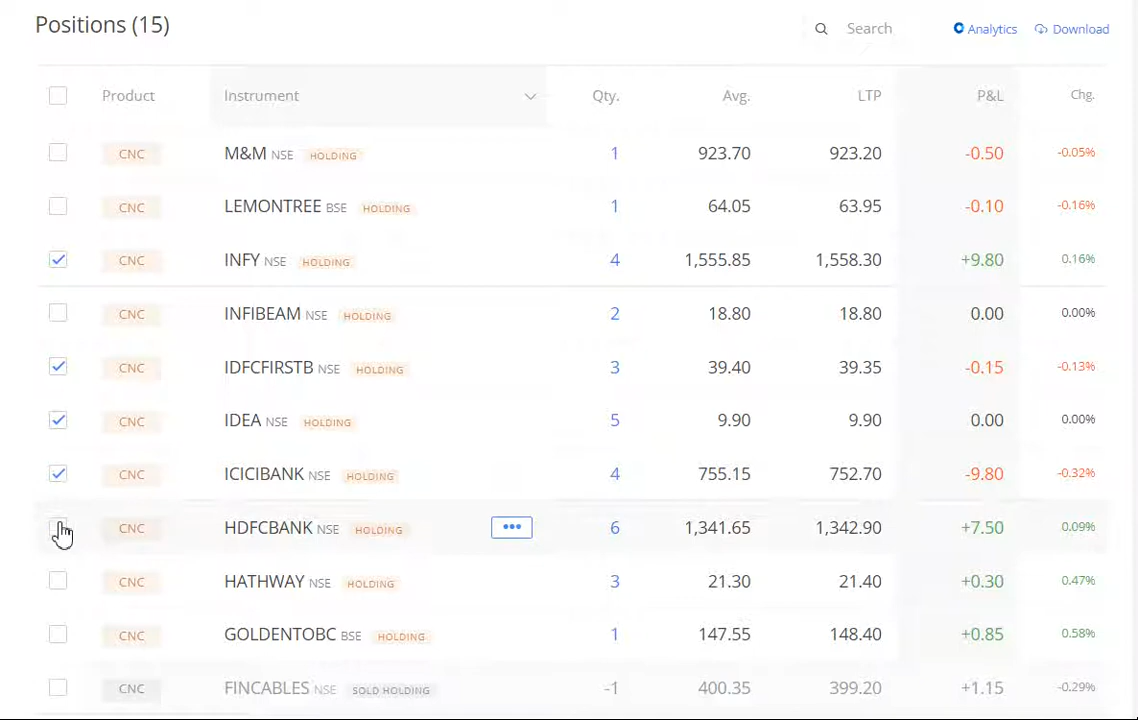 Positions (15) Search Analytics Download
Product Instrument Qty. Avg. LTP P&L Chg.
CNC M&M NSE HOLDING 1 923.70 923.20 -0.50 -0.05%
CNC LEMONTREE BSE HOLDING 1 64.05 63.95 -0.10 -0.16%
CNC INFY NSE HOLDING 4 1,555.85 1,558.30 +9.80 0.16%
CNC INFIBEAM NSE HOLDING 2 18.80 18.80 0.00 0.00%
CNC IDFCFIRSTB NSE HOLDING 3 39.40 39.35 -0.15 -0.13%
CNC IDEA NSE HOLDING 5 9.90 9.90 0.00 0.00%
CNC ICICIBANK NSE HOLDING 4 755.15 752.70 -9.80 -0.32%
CNC HDFCBANK NSE HOLDING ••• 6 1,341.65 1,342.90 +7.50 0.09%
CNC HATHWAY NSE HOLDING 3 21.30 21.40 +0.30 0.47%
CNC GOLDENTOBC BSE HOLDING 1 147.55 148.40 +0.85 0.58%
CNC FINCABLES NSE SOLD HOLDING -1 400.35 399.20 +1.15 -0.29%